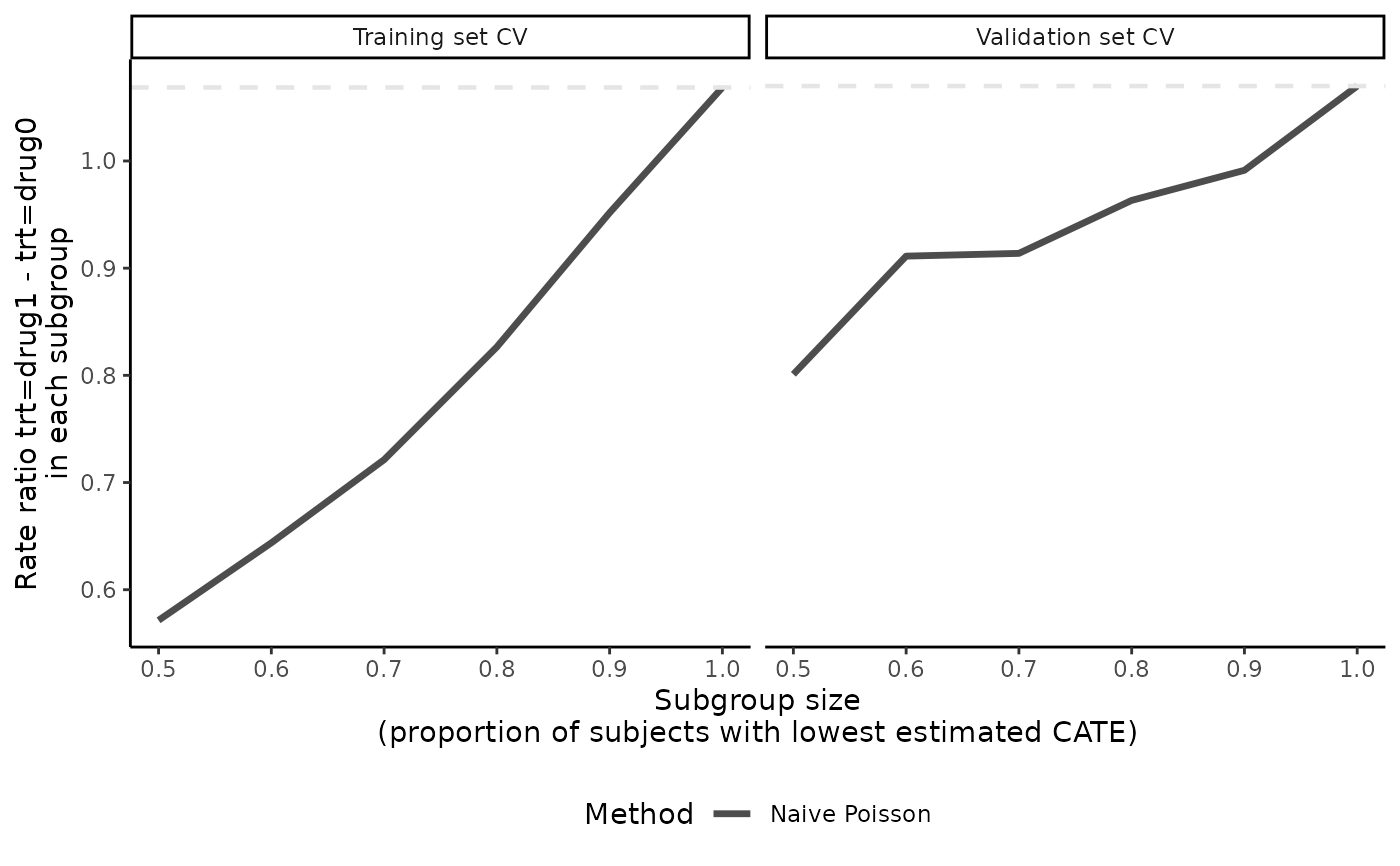 Training set CV
Validation set CV
Rate ratio trt=drug1 - trt=drug0
in each subgroup
1.0
0.9
0.8
0.7
0.6
0.5 0.6 0.7 0.8 0.9 1.0
0.5 0.6 0.7 0.8 0.9 1.0
Subgroup size
(proportion of subjects with lowest estimated CATE)
Method Naive Poisson